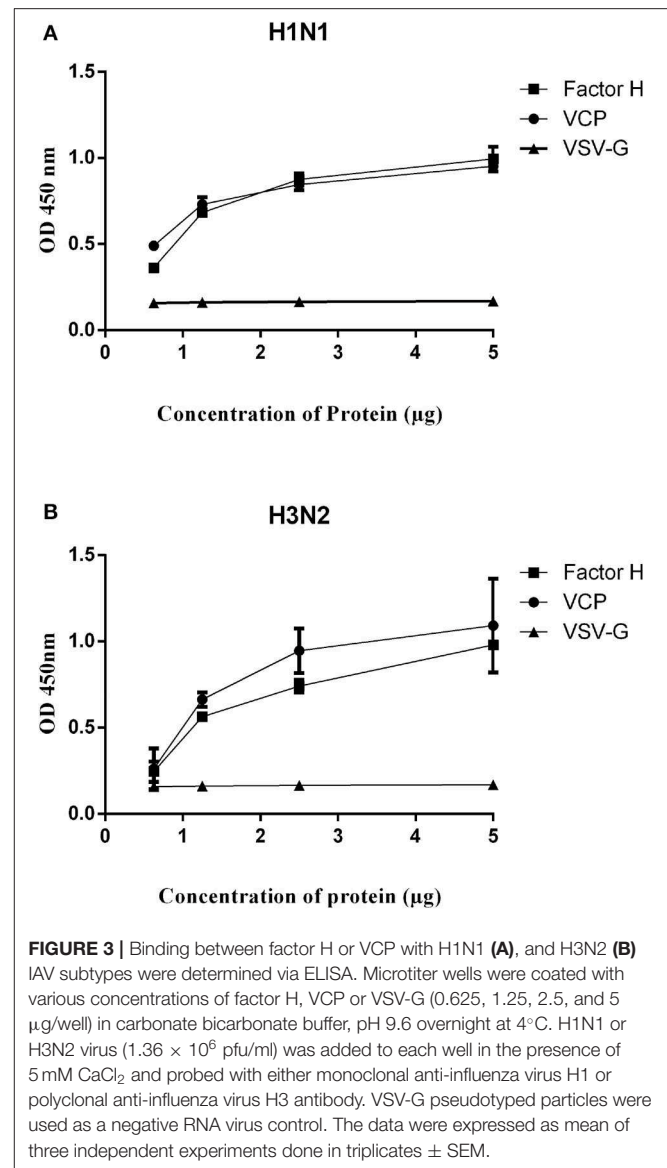 A
H1N1
1.5
1.0
0.5
0.0
OD 450 nm
0 1 2 3 4 5
Concentration of Protein (µg)
Factor H
VCP
VSV-G
B
H3N2
1.5
1.0
0.5
0.0
OD 450nm
0 1 2 3 4 5
Concentration of protein (µg)
Factor H
VCP
VSV-G
FIGURE 3 | Binding between factor H or VCP with H1N1 (A), and H3N2 (B)
IAV subtypes were determined via ELISA. Microtiter wells were coated with
various concentrations of factor H, VCP or VSV-G (0.625, 1.25, 2.5, and 5
µg/well) in carbonate bicarbonate buffer, pH 9.6 overnight at 4°C. H1N1 or
H3N2 virus (1.36 × 10⁶ pfu/ml) was added to each well in the presence of
5 mM CaCl₂ and probed with either monoclonal anti-influenza virus H1 or
polyclonal anti-influenza virus H3 antibody. VSV-G pseudotyped particles were
used as a negative RNA virus control. The data were expressed as mean of
three independent experiments done in triplicates ± SEM.